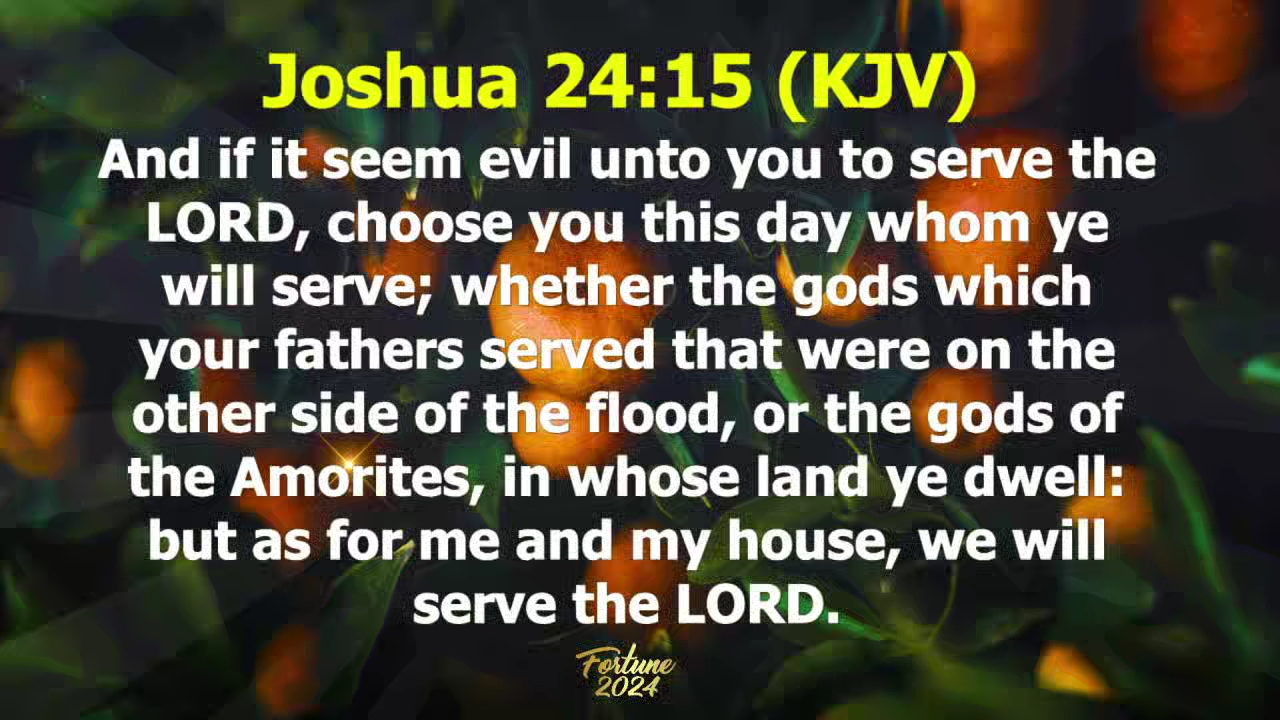 Joshua 24:15 (KJV)
And if it seem evil unto you to serve the
LORD, choose you this day whom ye
will serve; whether the gods which
your fathers served that were on the
other side of the flood, or the gods of
the Amorites, in whose land ye dwell:
but as for me and my house, we will
serve the LORD.
Fortune
2024